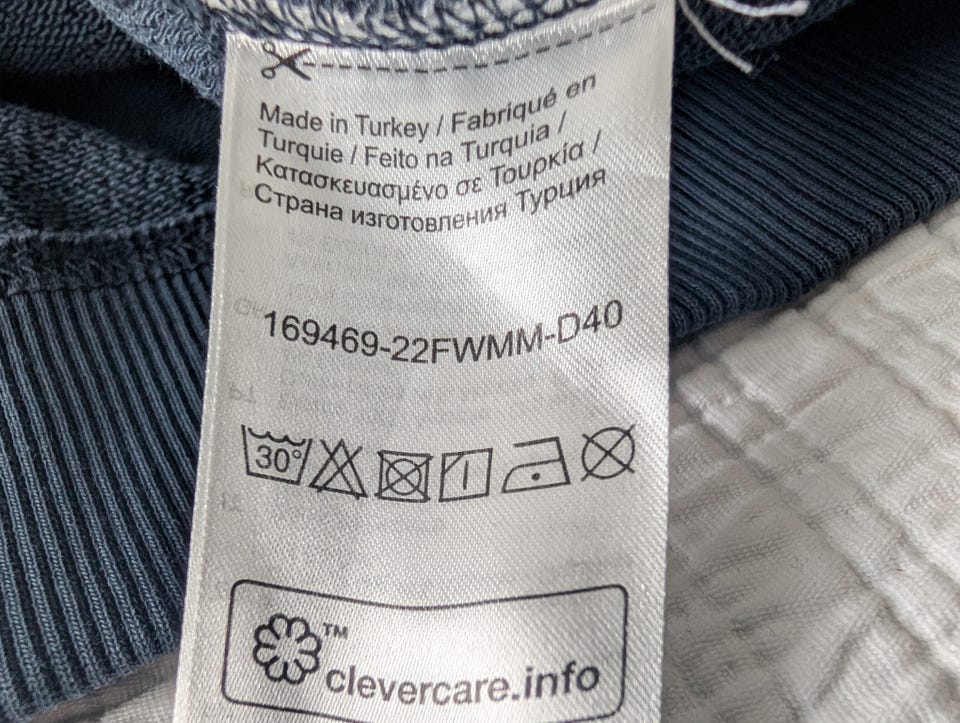 Made in Turkey / Fabriqué en
Turquie / Feito na Turquia /
Κατασκευασμένο σε Τουρκία /
Страна изготовления Турция
169469-22FWMM-D40
30°
clevercare.info
TM